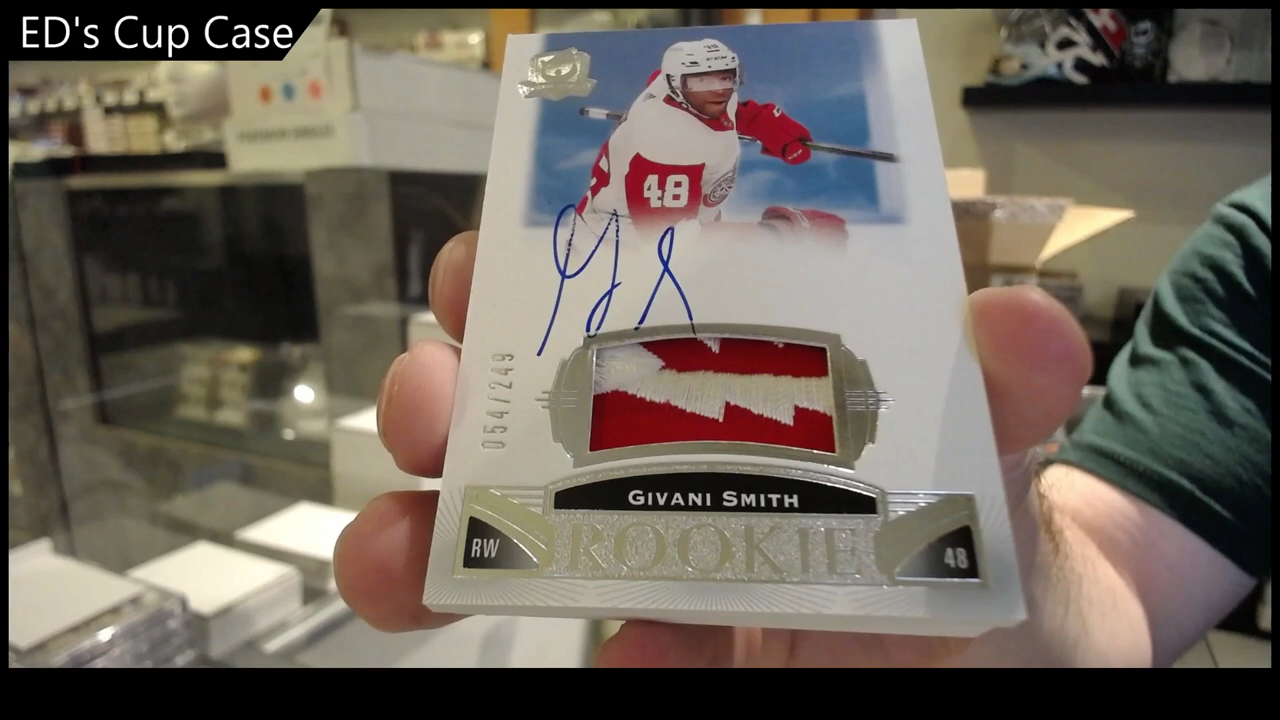 ED's Cup Case
48
054/249
GIVANI SMITH
ROOKIE
RW
48